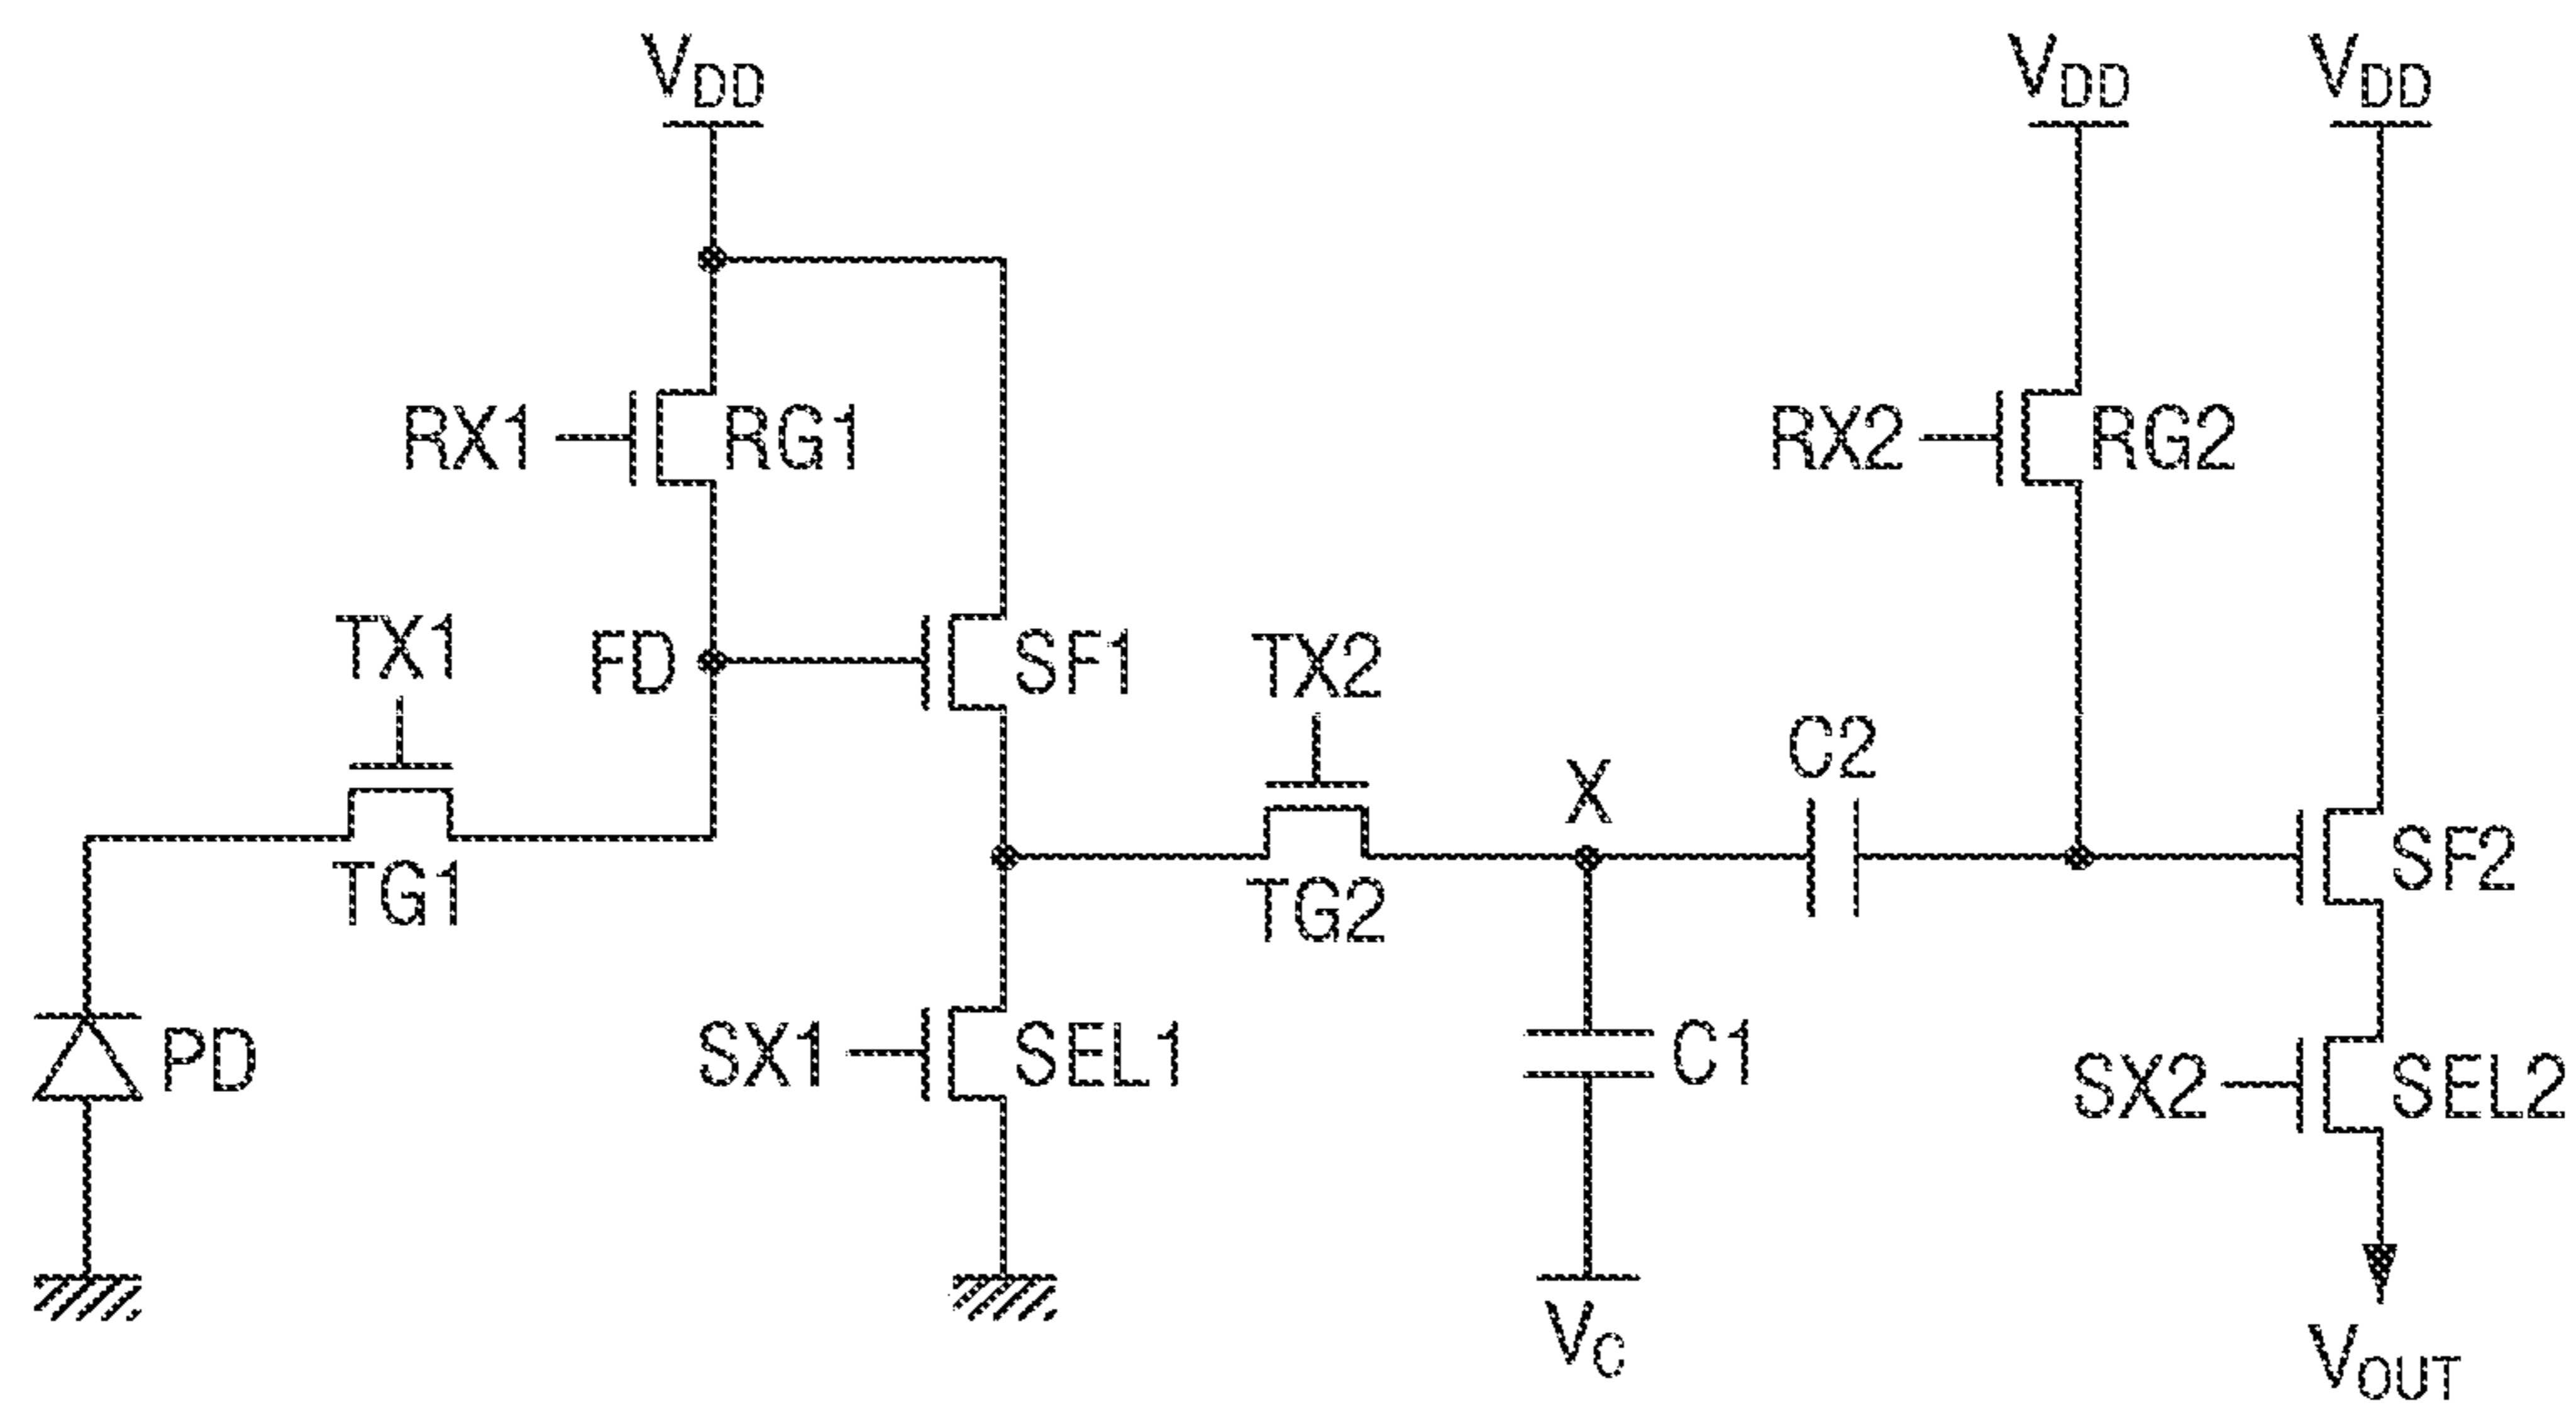 VDD
VDD
VDD
RX1
RG1
RX2
RG2
TX1
FD
SF1
TX2
C2
X
TG1
TG2
SF2
PD
SX1
SEL1
C1
SX2
SEL2
VC
VOUT